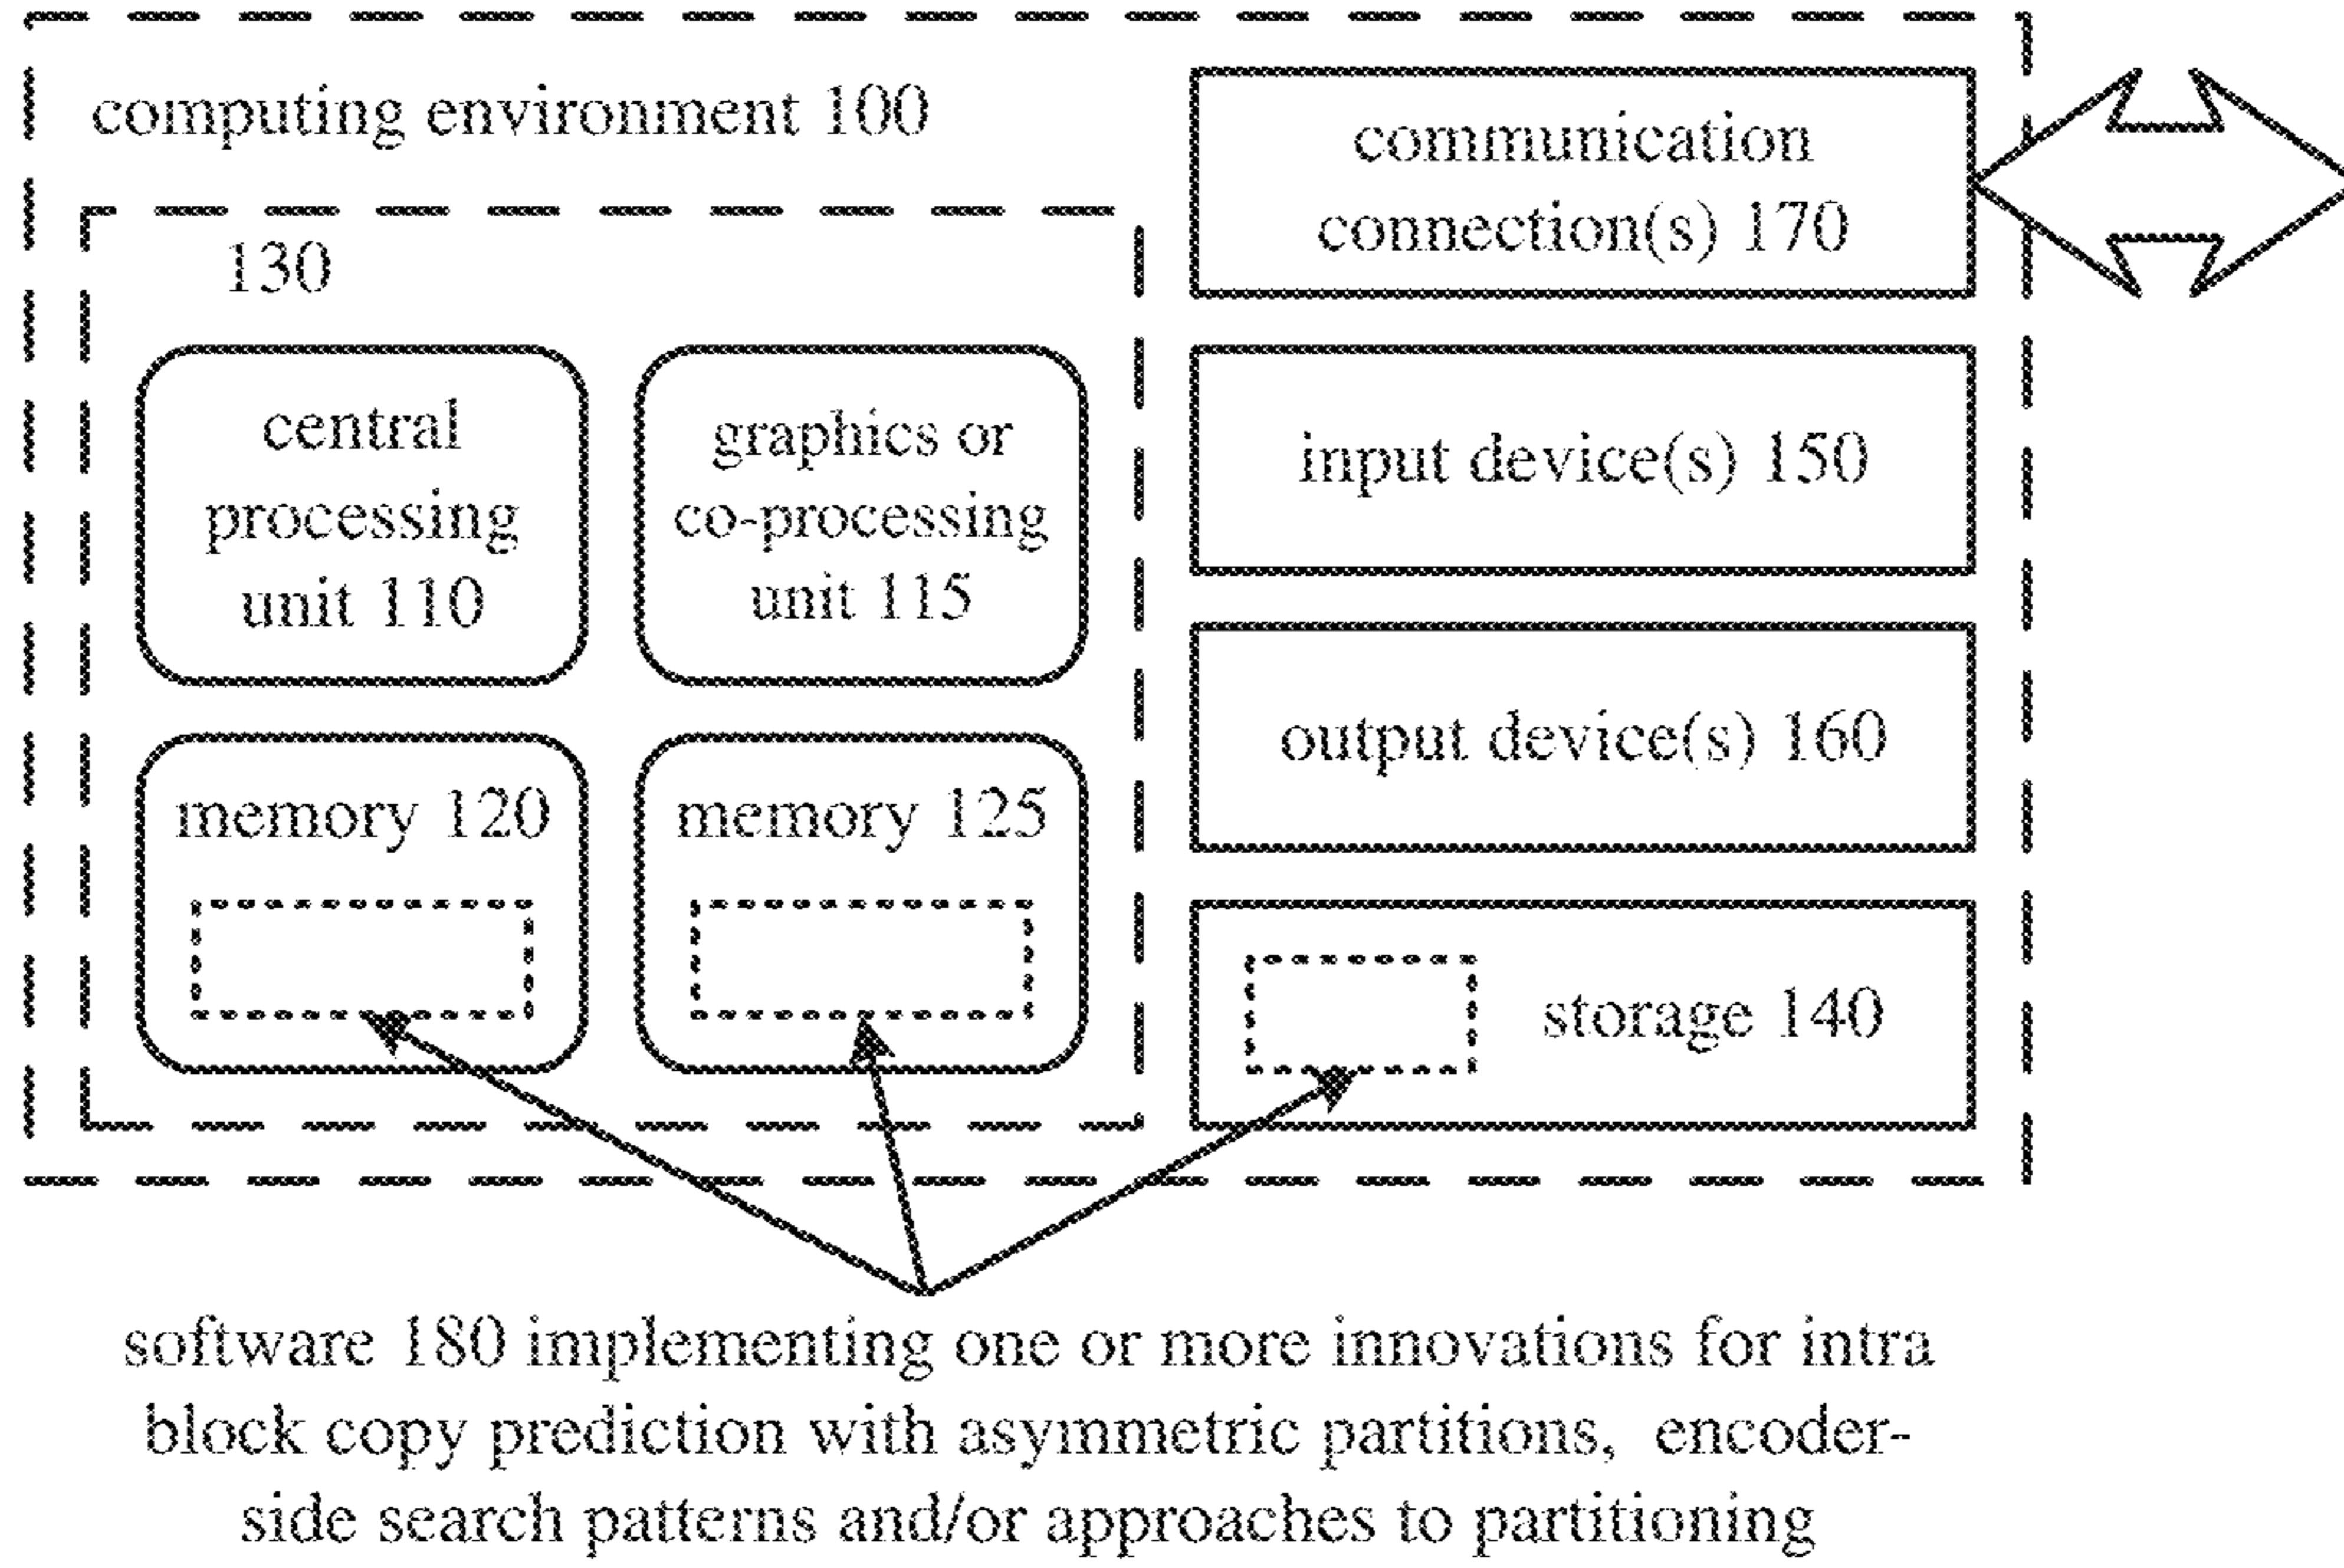 computing environment 100
130
central
processing
unit 110
graphics or
co-processing
unit 115
memory 120
memory 125
communication
connection(s) 170
input device(s) 150
output device(s) 160
storage 140
software 180 implementing one or more innovations for intra
block copy prediction with asymmetric partitions, encoder-
side search patterns and/or approaches to partitioning